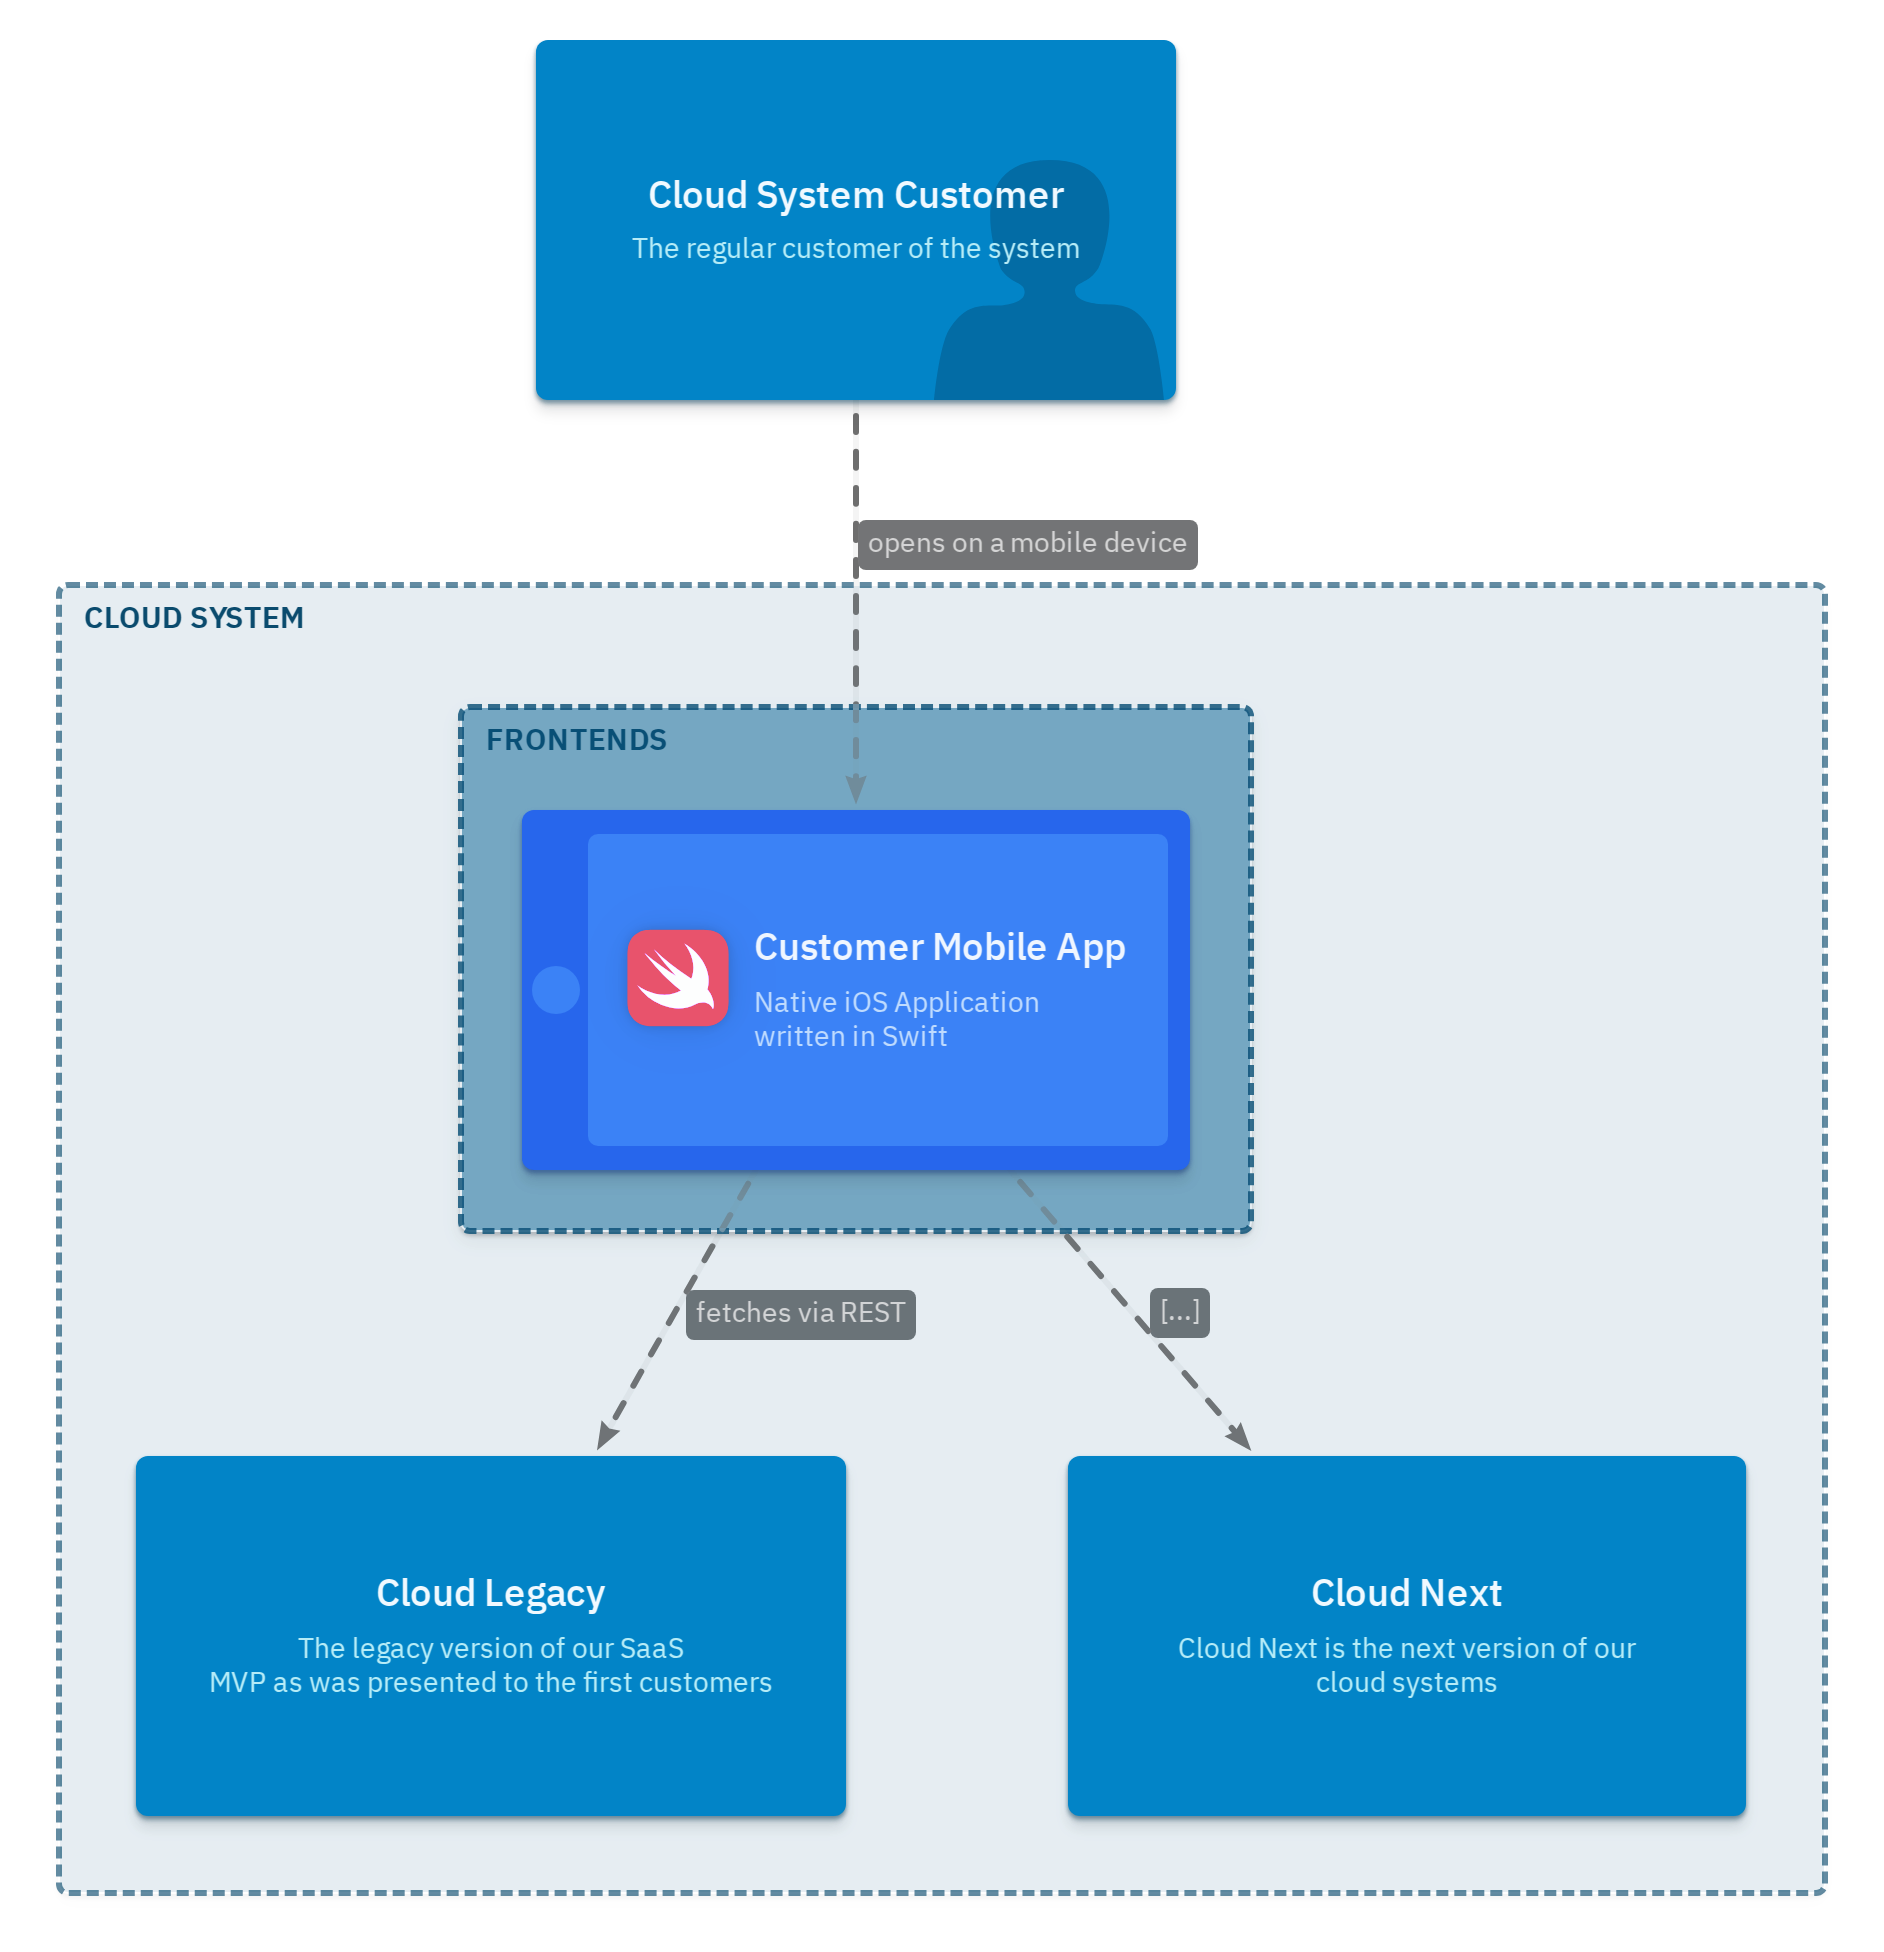 Cloud System Customer
The regular customer of the system
opens on a mobile device
CLOUD SYSTEM
FRONTENDS
Customer Mobile App
Native iOS Application
written in Swift
fetches via REST
[...]
Cloud Legacy
The legacy version of our SaaS
MVP as was presented to the first customers
Cloud Next
Cloud Next is the next version of our
cloud systems